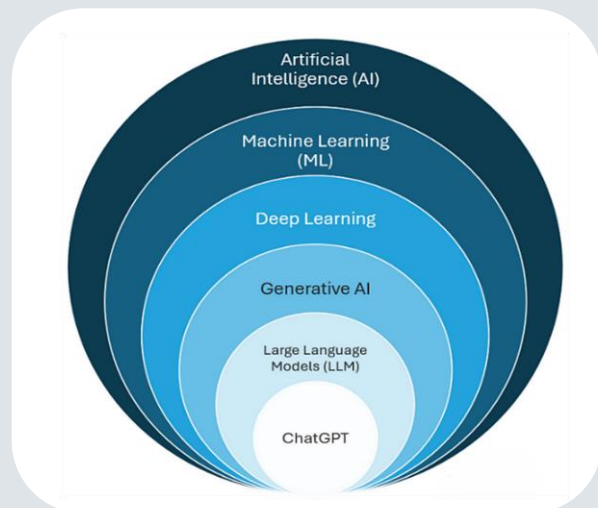 Artificial
Intelligence (AI)
Machine Learning
(ML)
Deep Learning
Generative AI
Large Language
Models (LLM)
ChatGPT